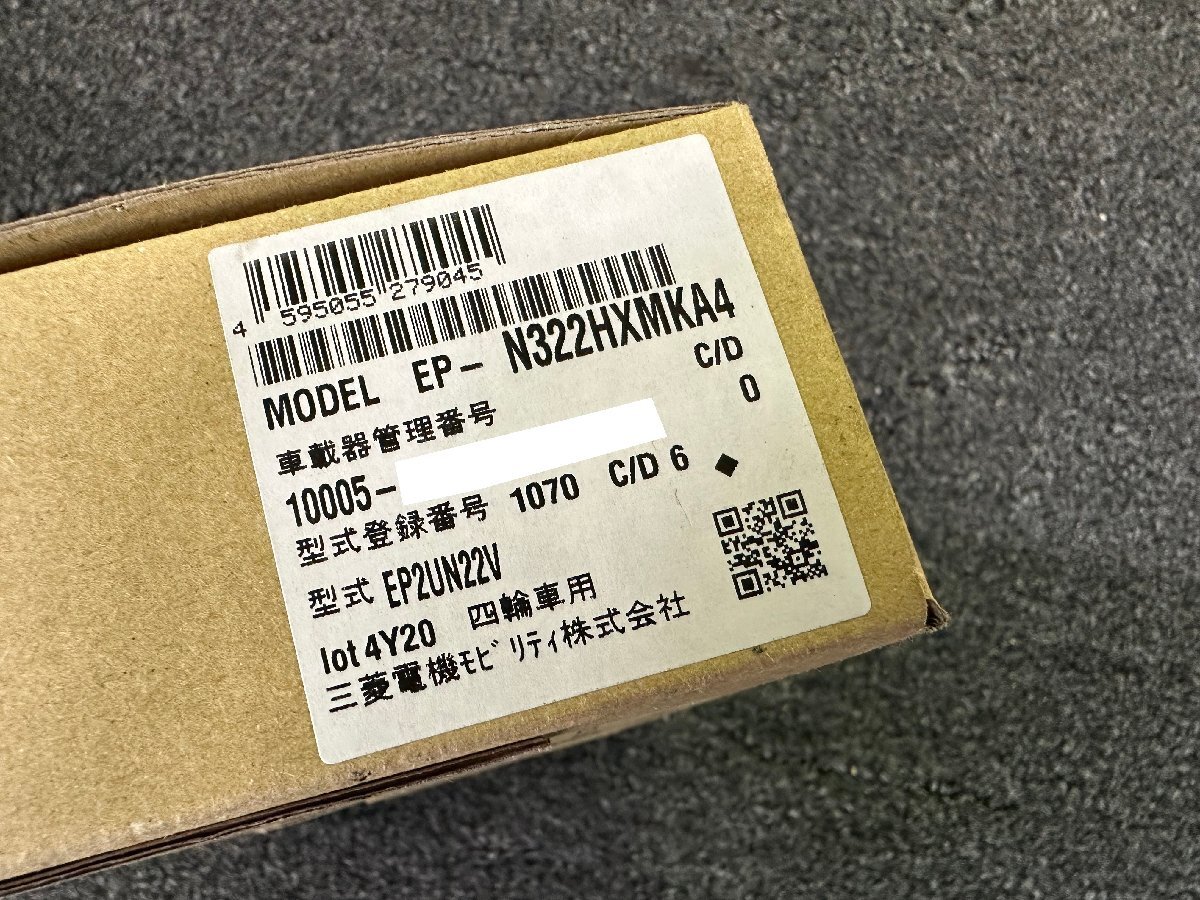 4 595055 279045
MODEL EP- N322HXMKA4
車載器管理番号 C/D
10005- 0
型式登録番号 1070 C/D 6 ◆
型式 EP2UN22V
lot 4Y20 四輪車用
三菱電機モビリティ株式会社